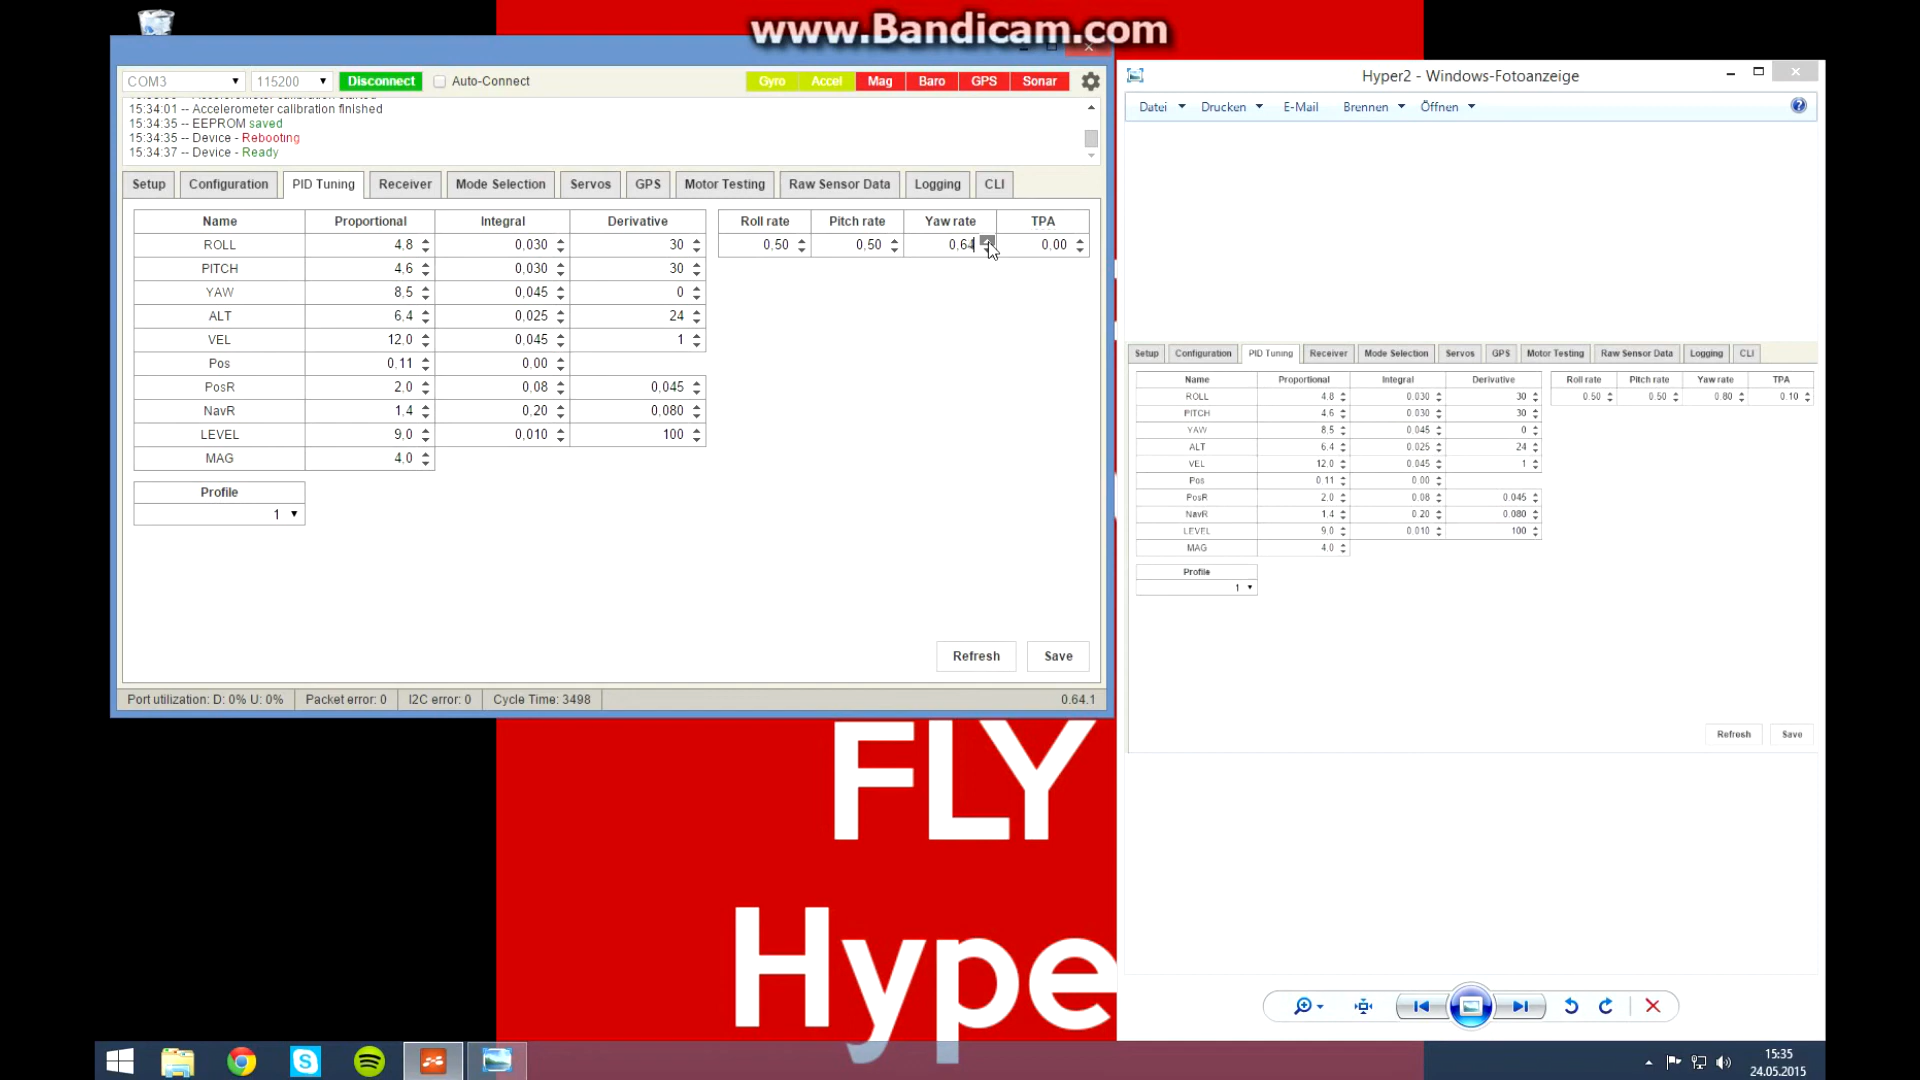 www.Bandicam.com
COM3 115200 Disconnect Auto-Connect Gyro Accel Mag Baro GPS Sonar
15:34:01 -- Accelerometer calibration finished
15:34:35 -- EEPROM saved
15:34:35 -- Device - Rebooting
15:34:37 -- Device - Ready
Setup Configuration PID Tuning Receiver Mode Selection Servos GPS Motor Testing Raw Sensor Data Logging CLI
Name Proportional Integral Derivative Roll rate Pitch rate Yaw rate TPA
ROLL 4,8 0,030 30 0,50 0,50 0,64 0,00
PITCH 4,6 0,030 30
YAW 8,5 0,045 0
ALT 6,4 0,025 24
VEL 12,0 0,045 1
Pos 0,11 0,00
PosR 2,0 0,08 0,045
NavR 1,4 0,20 0,080
LEVEL 9,0 0,010 100
MAG 4,0
Profile
1
Refresh Save
Port utilization: D: 0% U: 0% Packet error: 0 I2C error: 0 Cycle Time: 3498 0.64.1
Hyper2 - Windows-Fotoanzeige
Datei Drucken E-Mail Brennen Öffnen
Setup Configuration PID Tuning Receiver Mode Selection Servos GPS Motor Testing Raw Sensor Data Logging CLI
Name Proportional Integral Derivative Roll rate Pitch rate Yaw rate TPA
ROLL 4.8 0.030 30 0.50 0.50 0.80 0.10
PITCH 4.6 0.030 30
YAW 8.5 0.045 0
ALT 6.4 0.025 24
VEL 12.0 0.045 1
Pos 0.11 0.00
PosR 2.0 0.08 0.045
NavR 1.4 0.20 0.080
LEVEL 9.0 0.010 100
MAG 4.0
Profile
1
Refresh Save
FLY
Hype
15:35
24.05.2015